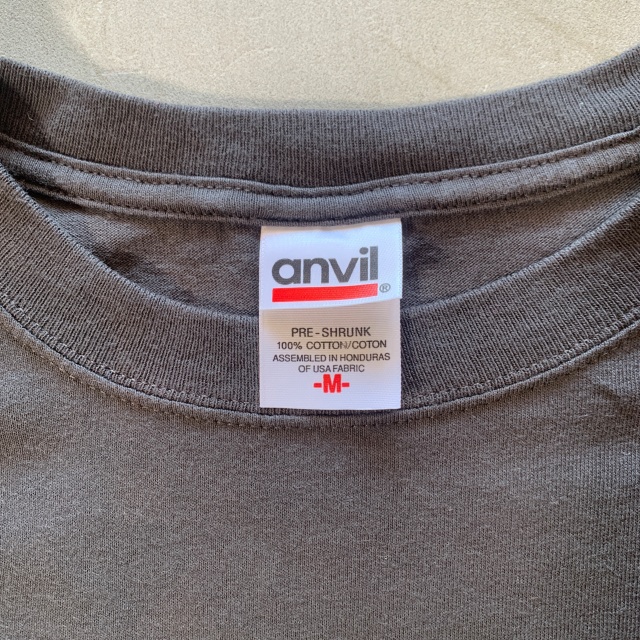 anvil®
PRE-SHRUNK
100% COTTON/COTON
ASSEMBLED IN HONDURAS
OF USA FABRIC
-M-